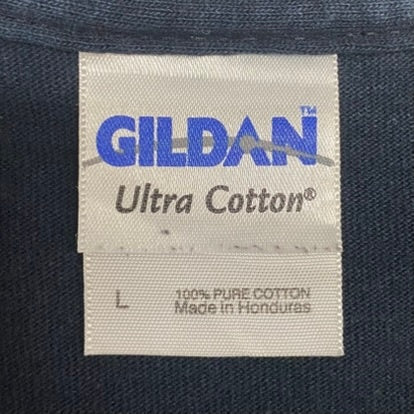 GILDAN™
Ultra Cotton®
L
100% PURE COTTON
Made in Honduras